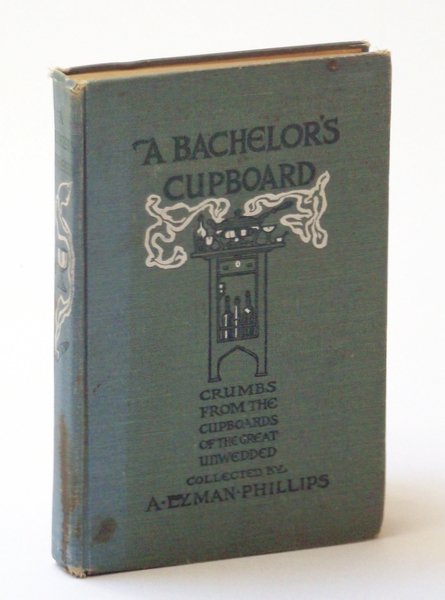 A BACHELOR'S
CUPBOARD
CRUMBS
FROM THE
CUPBOARDS
OF THE GREAT
UNWEDDED
COLLECTED BY
A·LYMAN·PHILLIPS